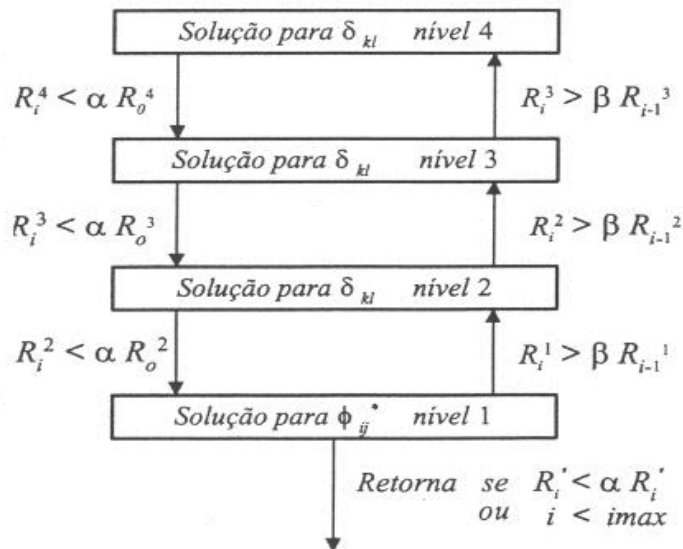 Solução para δ_kl nível 4
R_i^4 < α R_o^4
R_i^3 > β R_{i-1}^3
Solução para δ_kl nível 3
R_i^3 < α R_o^3
R_i^2 > β R_{i-1}^2
Solução para δ_kl nível 2
R_i^2 < α R_o^2
R_i^1 > β R_{i-1}^1
Solução para ϕ_ij^* nível 1
Retorna se R_i^' < α R_i^'
ou i < imax